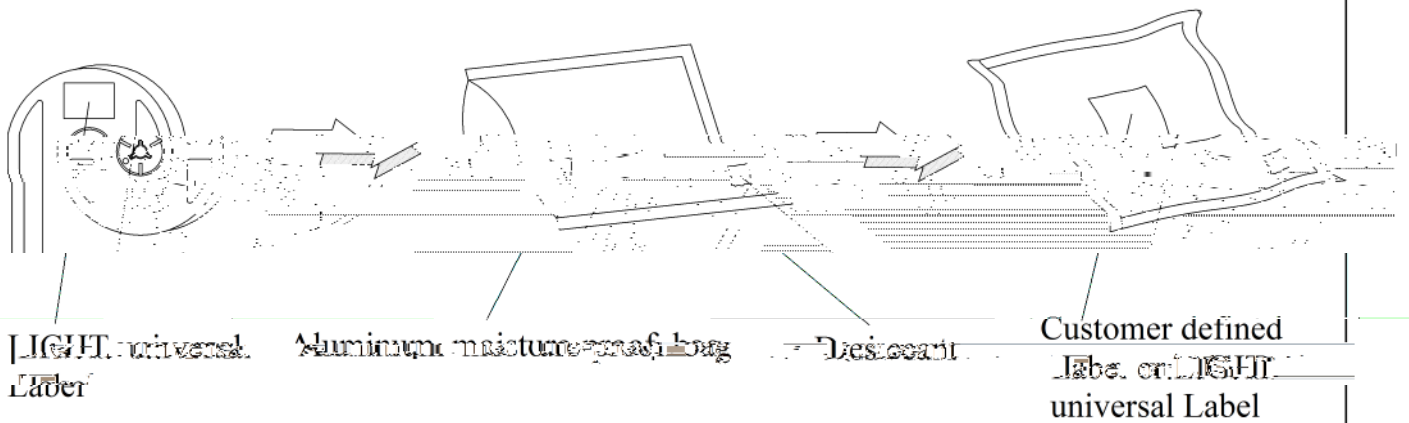 LIGHT universal
Label
Aluminum moisture-proof bag
Desiccant
Customer defined
label or LIGHT
universal Label